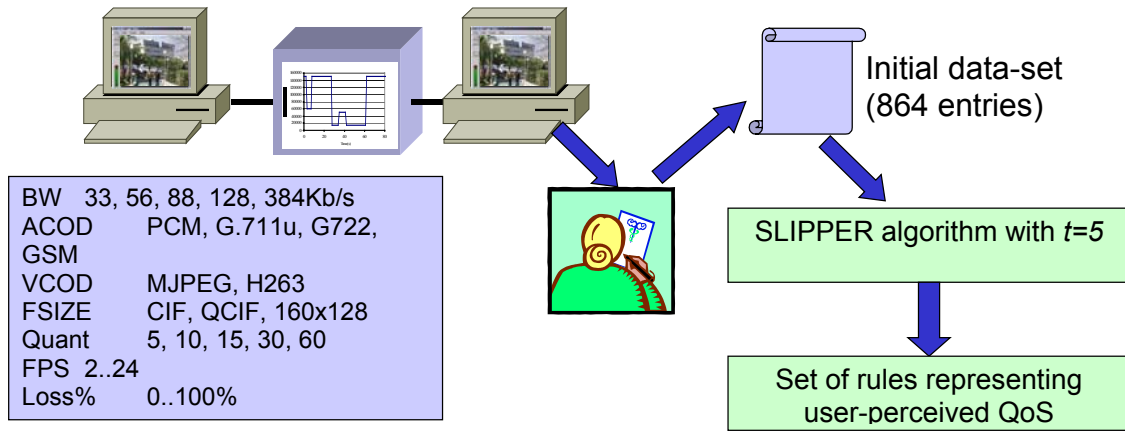 Initial data-set
(864 entries)
BW 33, 56, 88, 128, 384Kb/s
ACOD PCM, G.711u, G722,
GSM
VCOD MJPEG, H263
FSIZE CIF, QCIF, 160x128
Quant 5, 10, 15, 30, 60
FPS 2..24
Loss% 0..100%
SLIPPER algorithm with t=5
Set of rules representing
user-perceived QoS